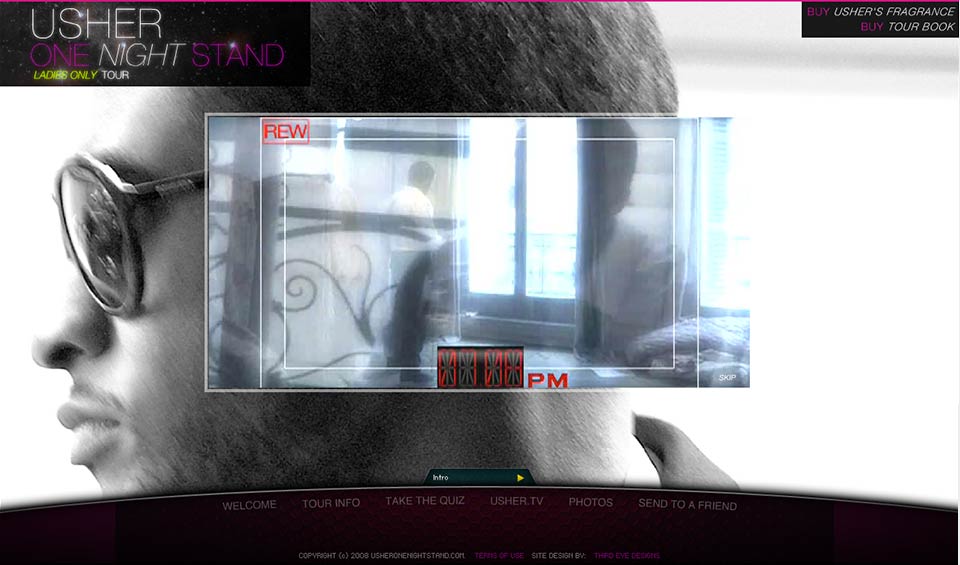 USHER
ONE NIGHT STAND
LADIES ONLY TOUR
BUY USHER'S FRAGRANCE
BUY TOUR BOOK
REW
PM
SKIP
Intro
WELCOME
TOUR INFO
TAKE THE QUIZ
USHER.TV
PHOTOS
SEND TO A FRIEND
COPYRIGHT (c) 2008 USHERONENIGHTSTAND.COM. TERMS OF USE SITE DESIGN BY: THIRD EYE DESIGNS